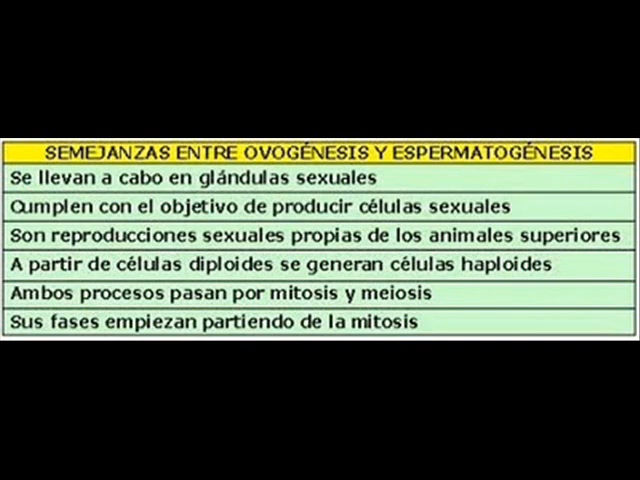 SEMEJANZAS ENTRE OVOGÉNESIS Y ESPERMATOGÉNESIS
Se llevan a cabo en glándulas sexuales
Cumplen con el objetivo de producir células sexuales
Son reproducciones sexuales propias de los animales superiores
A partir de células diploides se generan células haploides
Ambos procesos pasan por mitosis y meiosis
Sus fases empiezan partiendo de la mitosis